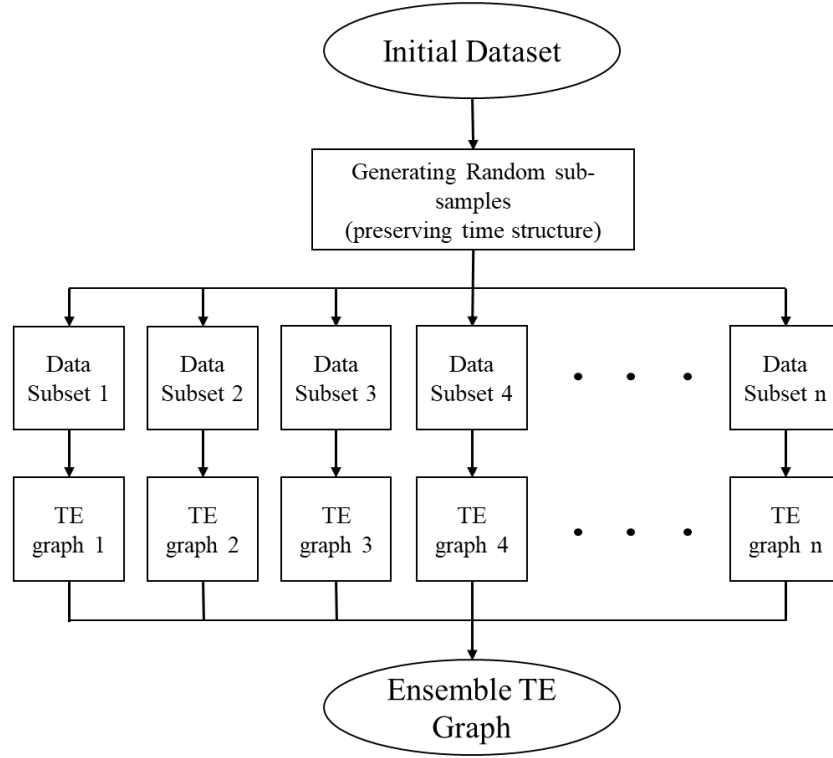 Initial Dataset
Generating Random sub-
samples
(preserving time structure)
Data
Subset 1
Data
Subset 2
Data
Subset 3
Data
Subset 4
Data
Subset n
TE
graph 1
TE
graph 2
TE
graph 3
TE
graph 4
TE
graph n
Ensemble TE
Graph